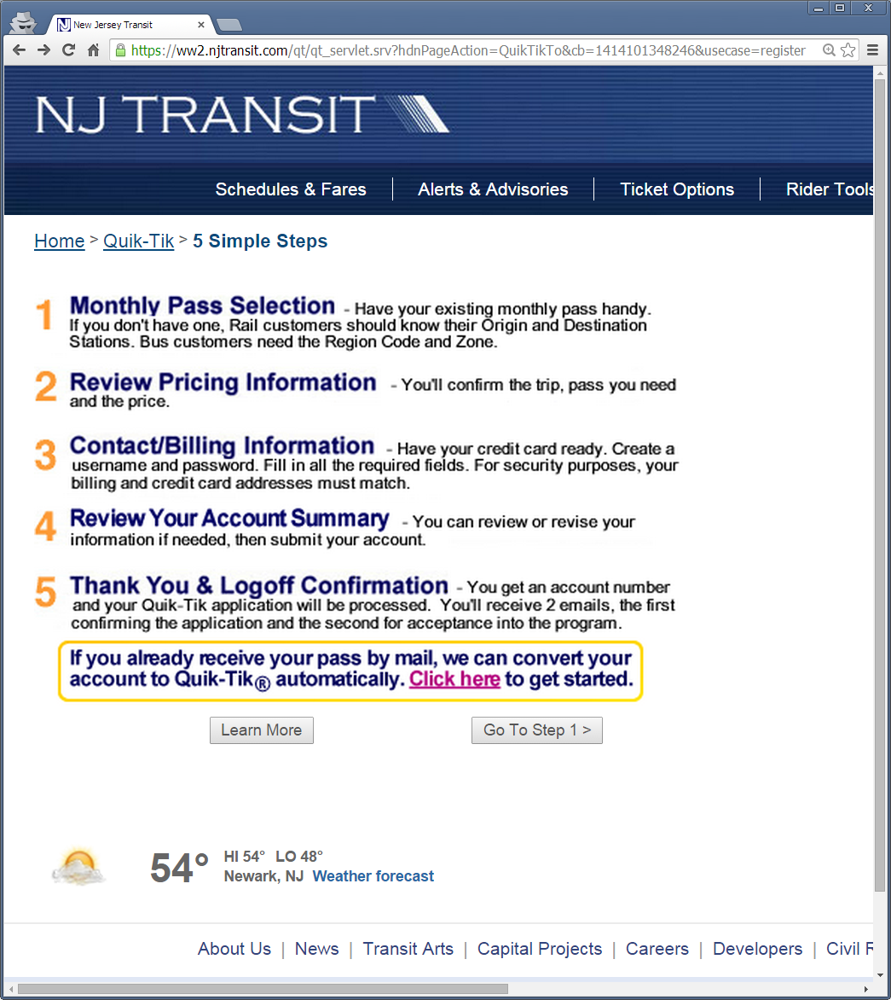 New Jersey Transit
https://ww2.njtransit.com/qt/qt_servlet.srv?hdnPageAction=QuikTikTo&cb=1414101348246&usecase=register
NJ TRANSIT
Schedules & Fares | Alerts & Advisories | Ticket Options | Rider Tools
Home > Quik-Tik > 5 Simple Steps
1 Monthly Pass Selection - Have your existing monthly pass handy.
If you don't have one, Rail customers should know their Origin and Destination
Stations. Bus customers need the Region Code and Zone.
2 Review Pricing Information - You'll confirm the trip, pass you need
and the price.
3 Contact/Billing Information - Have your credit card ready. Create a
username and password. Fill in all the required fields. For security purposes, your
billing and credit card addresses must match.
4 Review Your Account Summary - You can review or revise your
information if needed, then submit your account.
5 Thank You & Logoff Confirmation - You get an account number
and your Quik-Tik application will be processed. You'll receive 2 emails, the first
confirming the application and the second for acceptance into the program.
If you already receive your pass by mail, we can convert your
account to Quik-Tik® automatically. Click here to get started.
Learn More
Go To Step 1 >
54° HI 54° LO 48°
Newark, NJ Weather forecast
About Us | News | Transit Arts | Capital Projects | Careers | Developers | Civil R